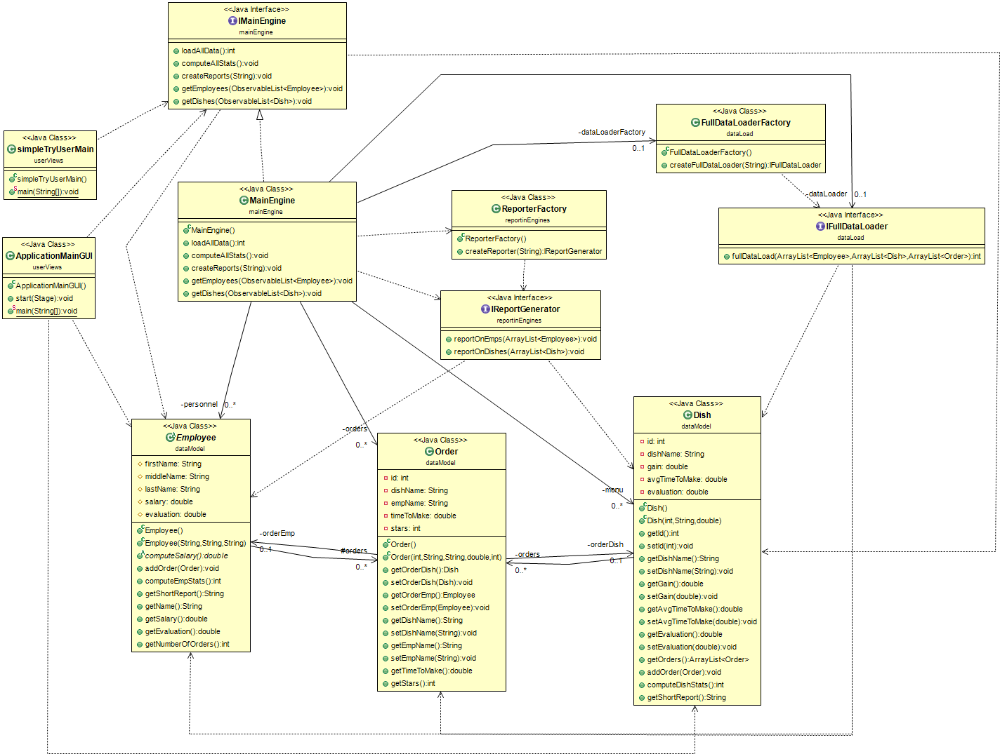 <<Java Interface>>
IMainEngine
mainEngine
loadAllData():int
computeAllStats():void
createReports(String):void
getEmployees(ObservableList<Employee>):void
getDishes(ObservableList<Dish>):void
<<Java Class>>
simpleTryUserMain
userViews
simpleTryUserMain()
main(String[]):void
<<Java Class>>
FullDataLoaderFactory
dataLoad
FullDataLoaderFactory()
createFullDataLoader(String):IFullDataLoader
-dataLoaderFactory
0..1
<<Java Class>>
MainEngine
mainEngine
MainEngine()
loadAllData():int
computeAllStats():void
createReports(String):void
getEmployees(ObservableList<Employee>):void
getDishes(ObservableList<Dish>):void
<<Java Class>>
ReporterFactory
reportinEngines
ReporterFactory()
createReporter(String):IReportGenerator
-dataLoader
0..1
<<Java Interface>>
IFullDataLoader
dataLoad
fullDataLoad(ArrayList<Employee>,ArrayList<Dish>,ArrayList<Order>):int
<<Java Class>>
ApplicationMainGUI
userViews
ApplicationMainGUI()
start(Stage):void
main(String[]):void
<<Java Interface>>
IReportGenerator
reportinEngines
reportOnEmps(ArrayList<Employee>):void
reportOnDishes(ArrayList<Dish>):void
-personnel
0..*
-orders
0..*
-menu
0..*
<<Java Class>>
Employee
dataModel
firstName: String
middleName: String
lastName: String
salary: double
evaluation: double
Employee()
Employee(String,String,String)
computeSalary():double
addOrder(Order):void
computeEmpStats():int
getShortReport():String
getName():String
getSalary():double
getEvaluation():double
getNumberOfOrders():int
-orderEmp
0..1
#orders
0..*
<<Java Class>>
Order
dataModel
id: int
dishName: String
empName: String
timeToMake: double
stars: int
Order()
Order(int,String,String,double,int)
getOrderDish():Dish
setOrderDish(Dish):void
getOrderEmp():Employee
setOrderEmp(Employee):void
getDishName():String
setDishName(String):void
getEmpName():String
setEmpName(String):void
getTimeToMake():double
getStars():int
-orders
0..*
-orderDish
0..1
<<Java Class>>
Dish
dataModel
id: int
dishName: String
gain: double
avgTimeToMake: double
evaluation: double
Dish()
Dish(int,String,double)
getId():int
setId(int):void
getDishName():String
setDishName(String):void
getGain():double
setGain(double):void
getAvgTimeToMake():double
setAvgTimeToMake(double):void
getEvaluation():double
setEvaluation(double):void
getOrders():ArrayList<Order>
addOrder(Order):void
computeDishStats():int
getShortReport():String